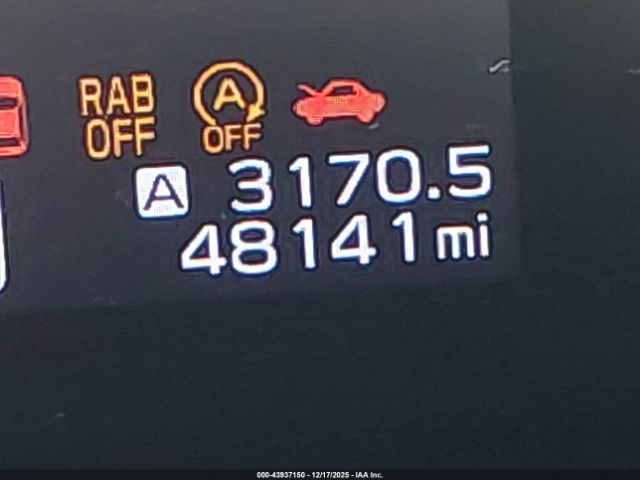 RAB
OFF
A
OFF
A 3170.5
48141 mi
000-43937150 - 12/17/2025 - IAA Inc.